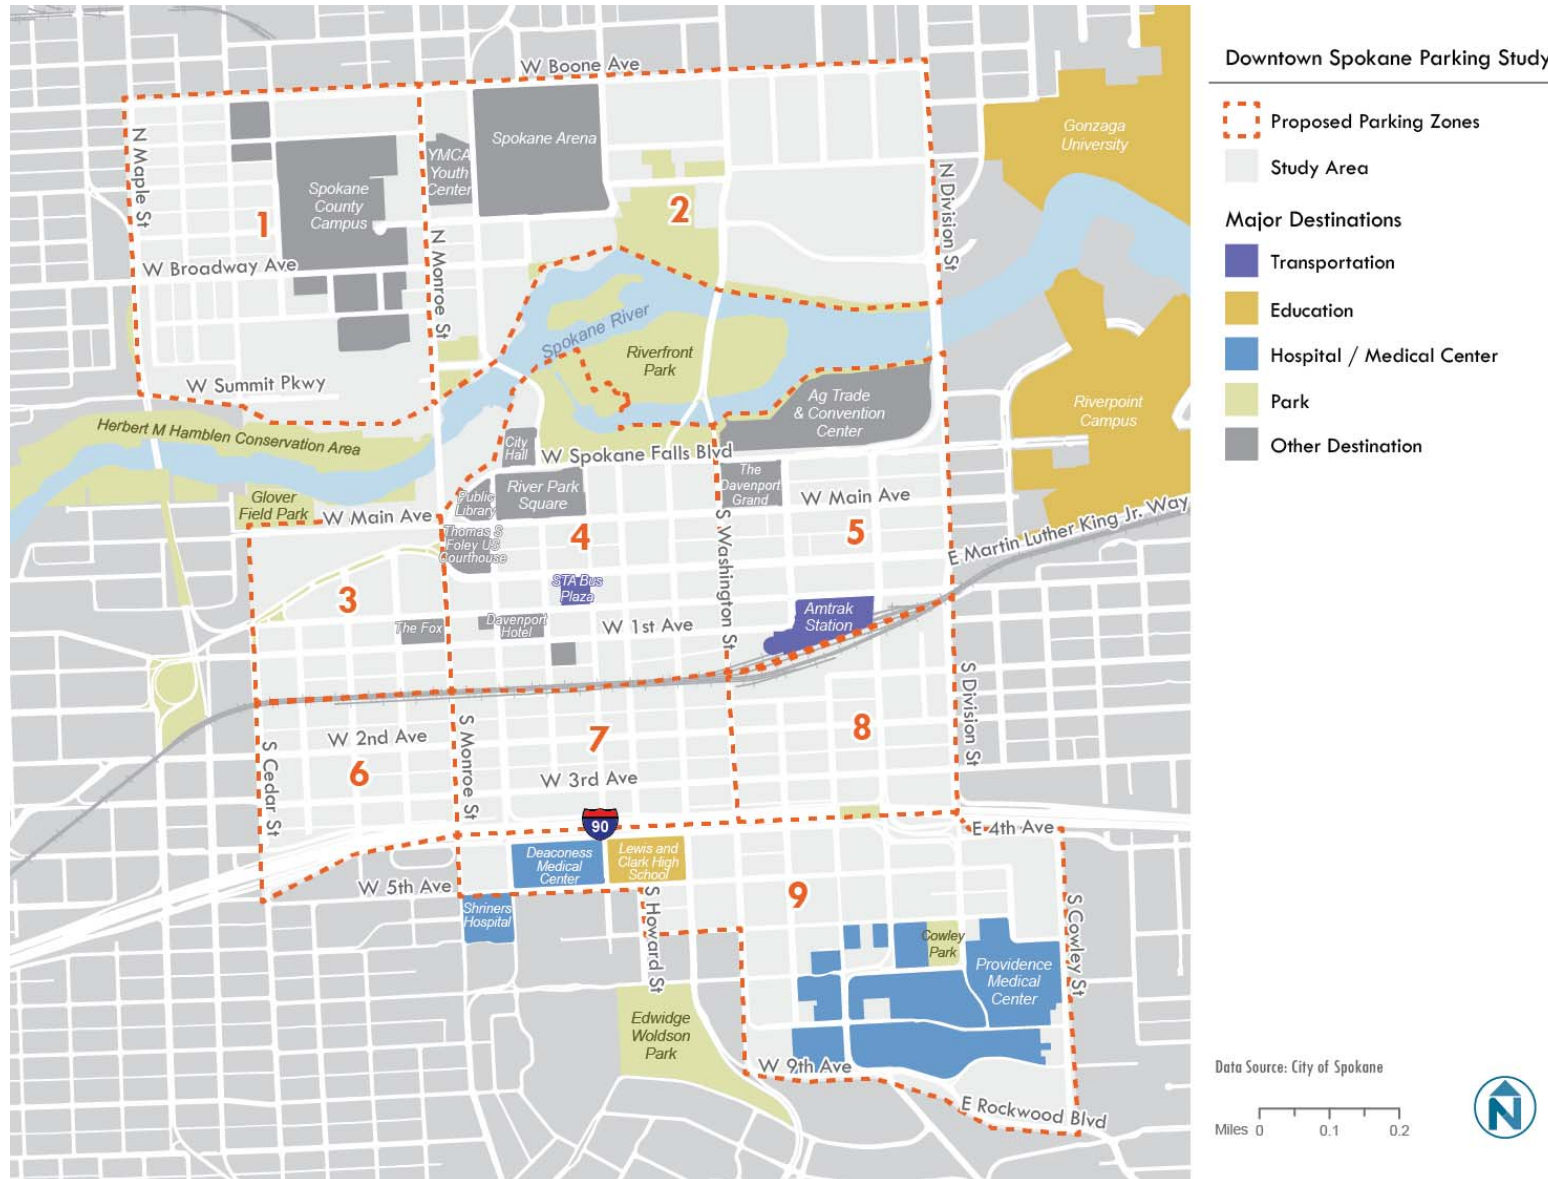 Downtown Spokane Parking Study
Proposed Parking Zones
Study Area
Major Destinations
Transportation
Education
Hospital / Medical Center
Park
Other Destination
Data Source: City of Spokane
Miles 0 0.1 0.2
N
W Boone Ave
Gonzaga
University
Spokane Arena
YMCA
Youth
Center
N Maple St
Spokane
County
Campus
1
2
N Division St
N Monroe St
W Broadway Ave
Spokane River
Riverfront
Park
W Summit Pkwy
Ag Trade
& Convention
Center
Riverpoint
Campus
Herbert M Hamblen Conservation Area
City
Hall
W Spokane Falls Blvd
The
Davenport
Grand
River Park
Square
Public
Library
W Main Ave
Glover
Field Park
W Main Ave
Thomas S
Foley US
Courthouse
4
5
S Washington St
E Martin Luther King Jr. Way
3
STA Bus
Plaza
Amtrak
Station
The Fox
Davenport
Hotel
W 1st Ave
S Division St
S Monroe St
W 2nd Ave
7
8
S Cedar St
6
W 3rd Ave
90
E 4th Ave
Deaconess
Medical
Center
Lewis and
Clark High
School
W 5th Ave
9
Shriners
Hospital
S Howard St
S Cowley St
Cowley
Park
Providence
Medical
Center
Edwidge
Woldson
Park
W 9th Ave
E Rockwood Blvd